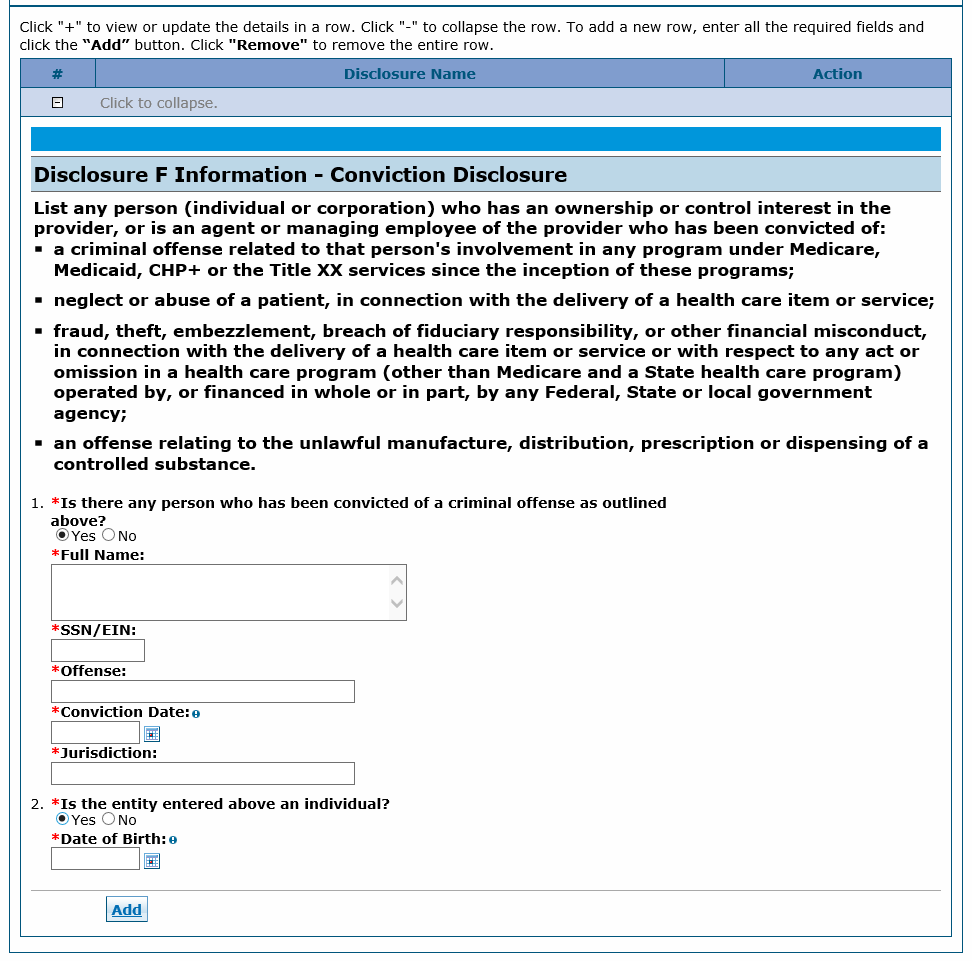 Click "+" to view or update the details in a row. Click "-" to collapse the row. To add a new row, enter all the required fields and
click the “Add” button. Click "Remove" to remove the entire row.
# Disclosure Name Action
Click to collapse.
Disclosure F Information - Conviction Disclosure
List any person (individual or corporation) who has an ownership or control interest in the
provider, or is an agent or managing employee of the provider who has been convicted of:
▪ a criminal offense related to that person's involvement in any program under Medicare,
Medicaid, CHP+ or the Title XX services since the inception of these programs;
▪ neglect or abuse of a patient, in connection with the delivery of a health care item or service;
▪ fraud, theft, embezzlement, breach of fiduciary responsibility, or other financial misconduct,
in connection with the delivery of a health care item or service or with respect to any act or
omission in a health care program (other than Medicare and a State health care program)
operated by, or financed in whole or in part, by any Federal, State or local government
agency;
▪ an offense relating to the unlawful manufacture, distribution, prescription or dispensing of a
controlled substance.
1. *Is there any person who has been convicted of a criminal offense as outlined
above?
Yes No
*Full Name:
*SSN/EIN:
*Offense:
*Conviction Date:
*Jurisdiction:
2. *Is the entity entered above an individual?
Yes No
*Date of Birth:
Add